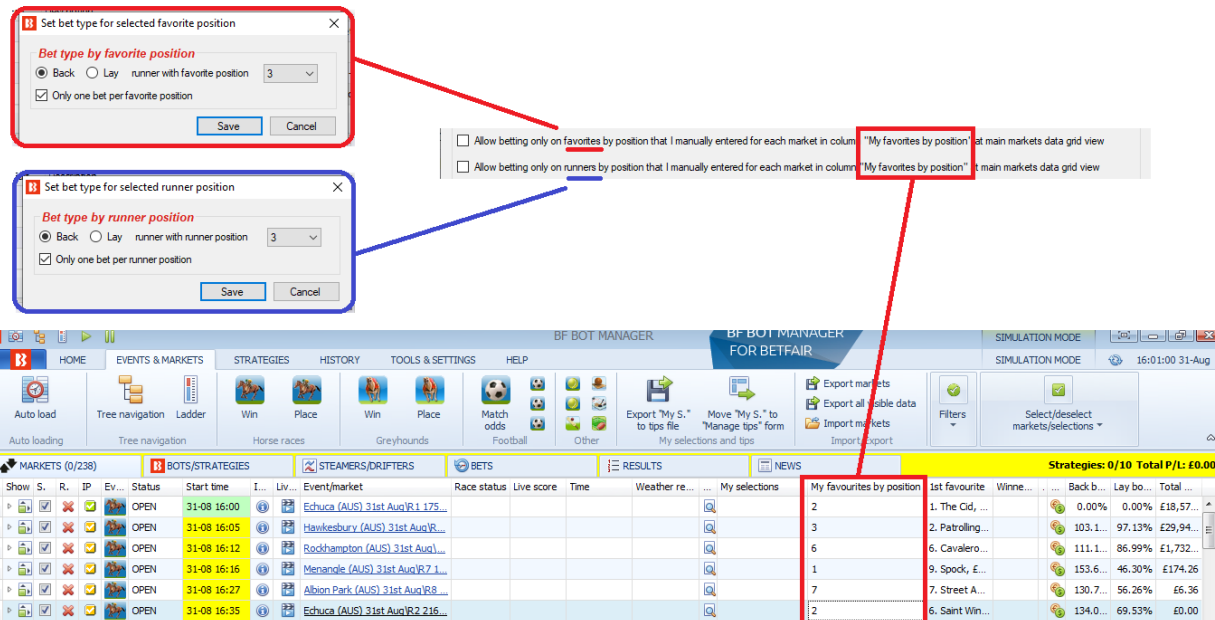 Set bet type for selected favorite position
Bet type by favorite position
Back Lay runner with favorite position 3
Only one bet per favorite position
Save Cancel
Allow betting only on favorites by position that I manually entered for each market in colum "My favorites by position" at main markets data grid view
Allow betting only on runners by position that I manually entered for each market in column "My favorites by position" t main markets data grid view
Set bet type for selected runner position
Bet type by runner position
Back Lay runner with runner position 3
Only one bet per runner position
Save Cancel
BF BOT MANAGER BF BOT MANAGER SIMULATION MODE
FOR BETFAIR
HOME EVENTS & MARKETS STRATEGIES HISTORY TOOLS & SETTINGS HELP SIMULATION MODE 16:01:00 31-Aug
Auto load Tree navigation Ladder Win Place Win Place Match odds Export "My S." to tips file Move "My S." to "Manage tips" form Export markets Export all visible data Import markets Filters Select/deselect markets/selections
Auto loading Tree navigation Horse races Greyhounds Football Other My selections and tips Import/Export
MARKETS (0/238) BOTS/STRATEGIES STEAMERS/DRIFTERS BETS RESULTS NEWS Strategies: 0/10 Total P/L: £0.00
Show S. R. IP Ev... Status Start time I... Liv... Event/market Race status Live score Time Weather re... ... My selections My favourites by position 1st favourite Winne... . ... Back b... Lay bo... Total ...
OPEN 31-08 16:00 Echuca (AUS) 31st Aug\R1 175... 2 1. The Cid, ... 0.00% 0.00% £18,57...
OPEN 31-08 16:05 Hawkesbury (AUS) 31st Aug\R... 3 2. Patrolling... 103.1... 97.13% £29,94...
OPEN 31-08 16:12 Rockhampton (AUS) 31st Aug\... 6 6. Cavalero... 111.1... 86.99% £1,732...
OPEN 31-08 16:16 Menangle (AUS) 31st Aug\R7 1... 1 9. Spock, £... 153.6... 46.30% £174.26
OPEN 31-08 16:27 Albion Park (AUS) 31st Aug\R8 ... 7 7. Street A... 130.7... 56.26% £6.36
OPEN 31-08 16:35 Echuca (AUS) 31st Aug\R2 216... 2 6. Saint Win... 134.0... 69.53% £0.00